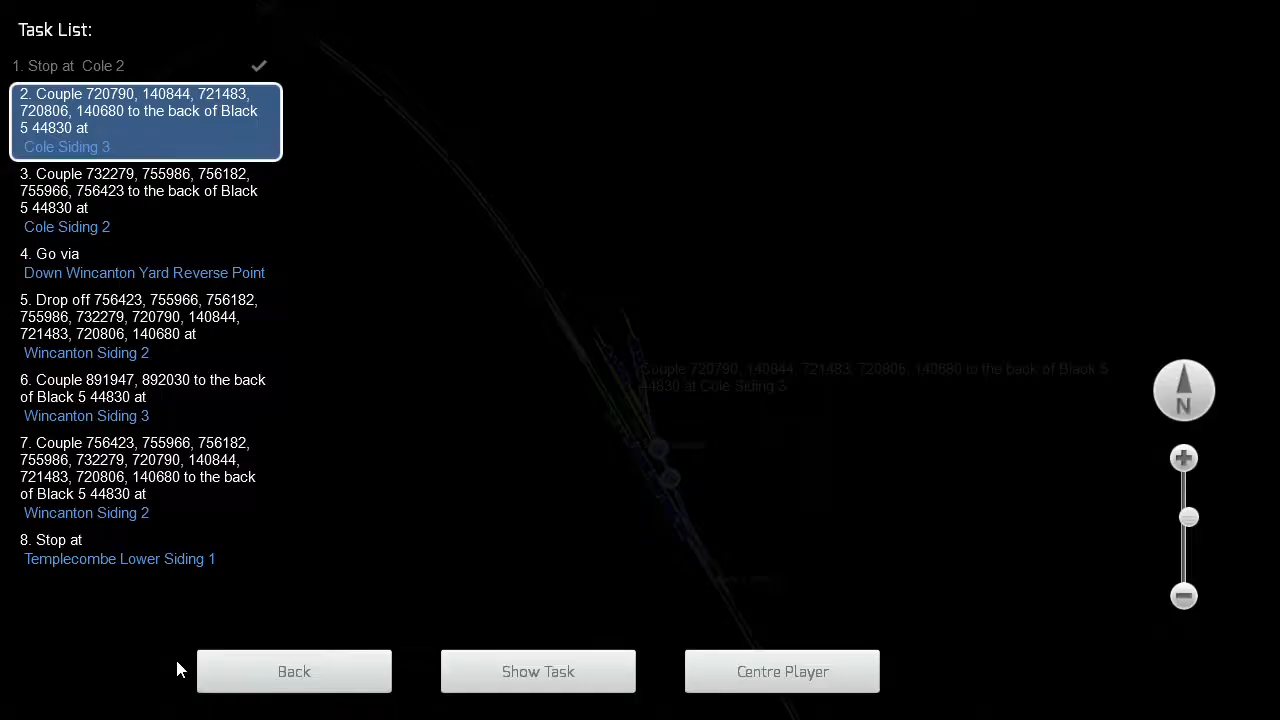 Task List:
1. Stop at Cole 2
2. Couple 720790, 140844, 721483,
720806, 140680 to the back of Black
5 44830 at
Cole Siding 3
3. Couple 732279, 755986, 756182,
755966, 756423 to the back of Black
5 44830 at
Cole Siding 2
4. Go via
Down Wincanton Yard Reverse Point
5. Drop off 756423, 755966, 756182,
755986, 732279, 720790, 140844,
721483, 720806, 140680 at
Wincanton Siding 2
6. Couple 891947, 892030 to the back
of Black 5 44830 at
Wincanton Siding 3
7. Couple 756423, 755966, 756182,
755986, 732279, 720790, 140844,
721483, 720806, 140680 to the back
of Black 5 44830 at
Wincanton Siding 2
8. Stop at
Templecombe Lower Siding 1
Couple 720790, 140844, 721483, 720806, 140680 to the back of Black 5
44830 at Cole Siding 3
N
Back
Show Task
Centre Player